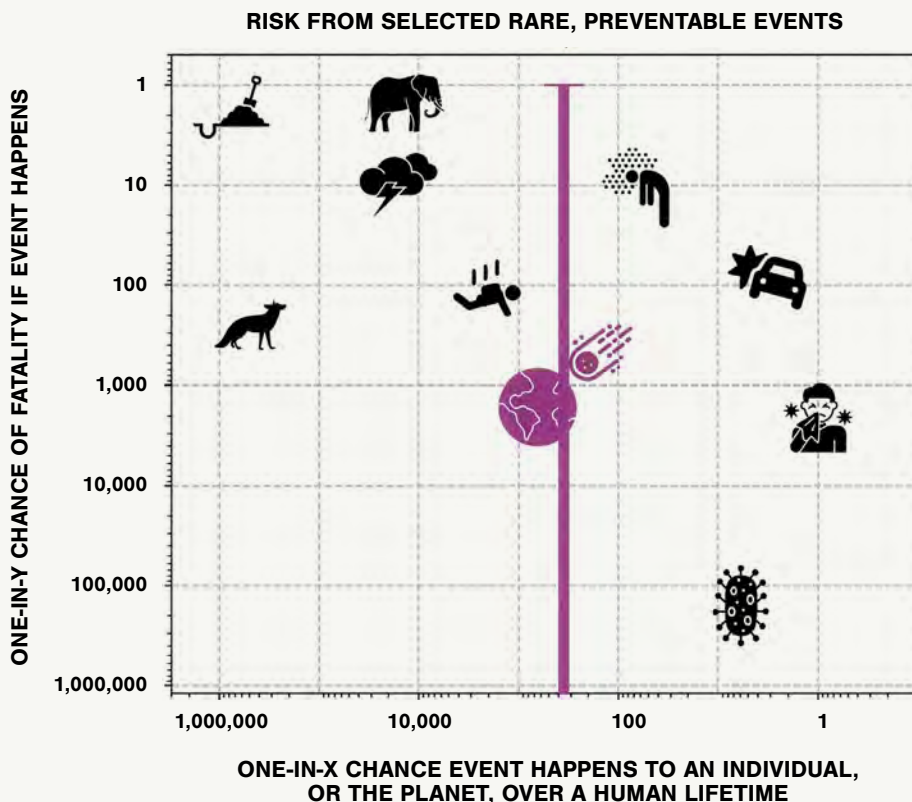 RISK FROM SELECTED RARE, PREVENTABLE EVENTS
ONE-IN-Y CHANCE OF FATALITY IF EVENT HAPPENS
1
10
100
1,000
10,000
100,000
1,000,000
1,000,000 10,000 100 1
ONE-IN-X CHANCE EVENT HAPPENS TO AN INDIVIDUAL,
OR THE PLANET, OVER A HUMAN LIFETIME